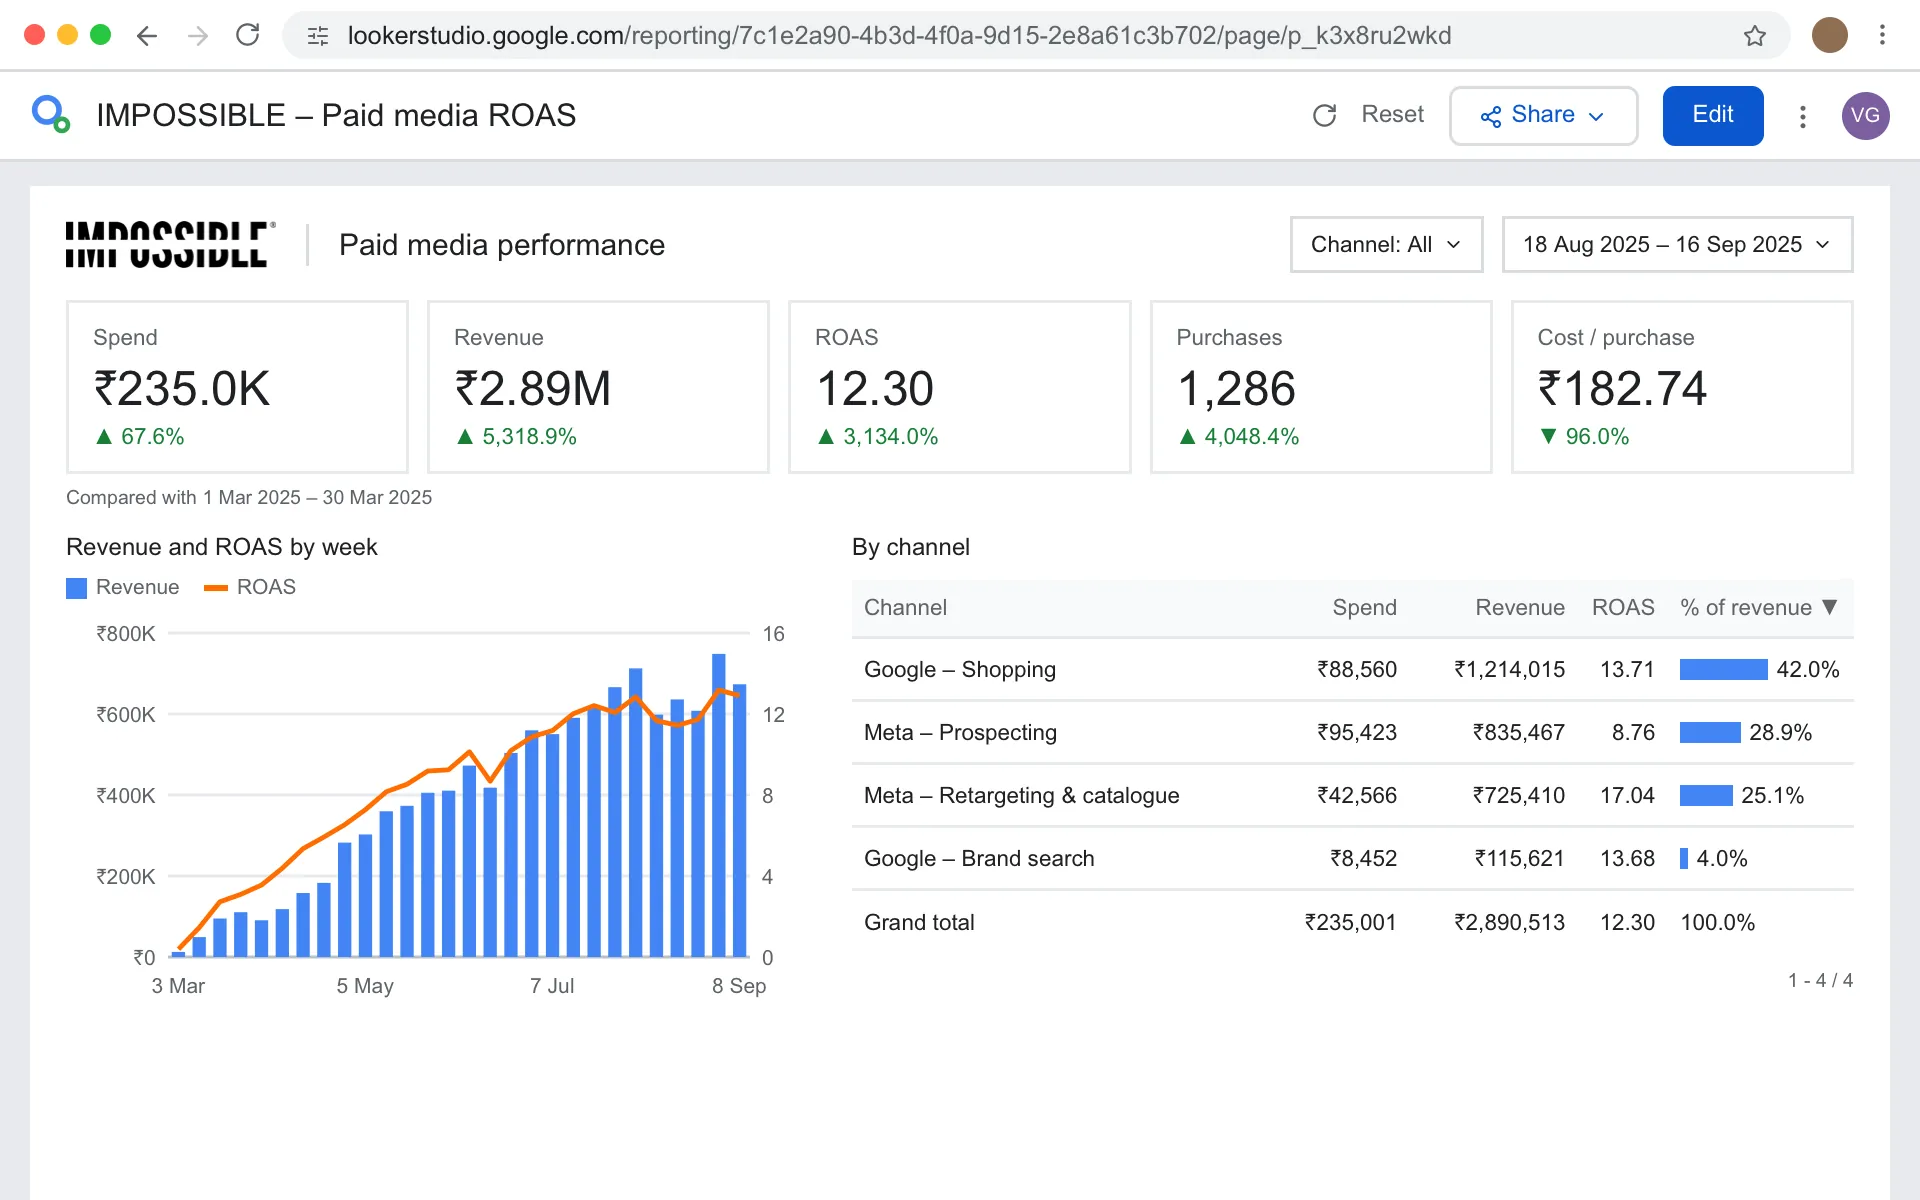 lookerstudio.google.com/reporting/7c1e2a90-4b3d-4f0a-9d15-2e8a61c3b702/page/p_k3x8ru2wkd
IMPOSSIBLE – Paid media ROAS
Reset
Share
Edit
VG
IMPOSSIBLE®
Paid media performance
Channel: All
18 Aug 2025 – 16 Sep 2025
Spend
₹235.0K
▲ 67.6%
Revenue
₹2.89M
▲ 5,318.9%
ROAS
12.30
▲ 3,134.0%
Purchases
1,286
▲ 4,048.4%
Cost / purchase
₹182.74
▼ 96.0%
Compared with 1 Mar 2025 – 30 Mar 2025
Revenue and ROAS by week
Revenue ROAS
₹800K 16
₹600K 12
₹400K 8
₹200K 4
₹0 0
3 Mar 5 May 7 Jul 8 Sep
By channel
Channel Spend Revenue ROAS % of revenue ▼
Google – Shopping ₹88,560 ₹1,214,015 13.71 42.0%
Meta – Prospecting ₹95,423 ₹835,467 8.76 28.9%
Meta – Retargeting & catalogue ₹42,566 ₹725,410 17.04 25.1%
Google – Brand search ₹8,452 ₹115,621 13.68 4.0%
Grand total ₹235,001 ₹2,890,513 12.30 100.0%
1 - 4 / 4